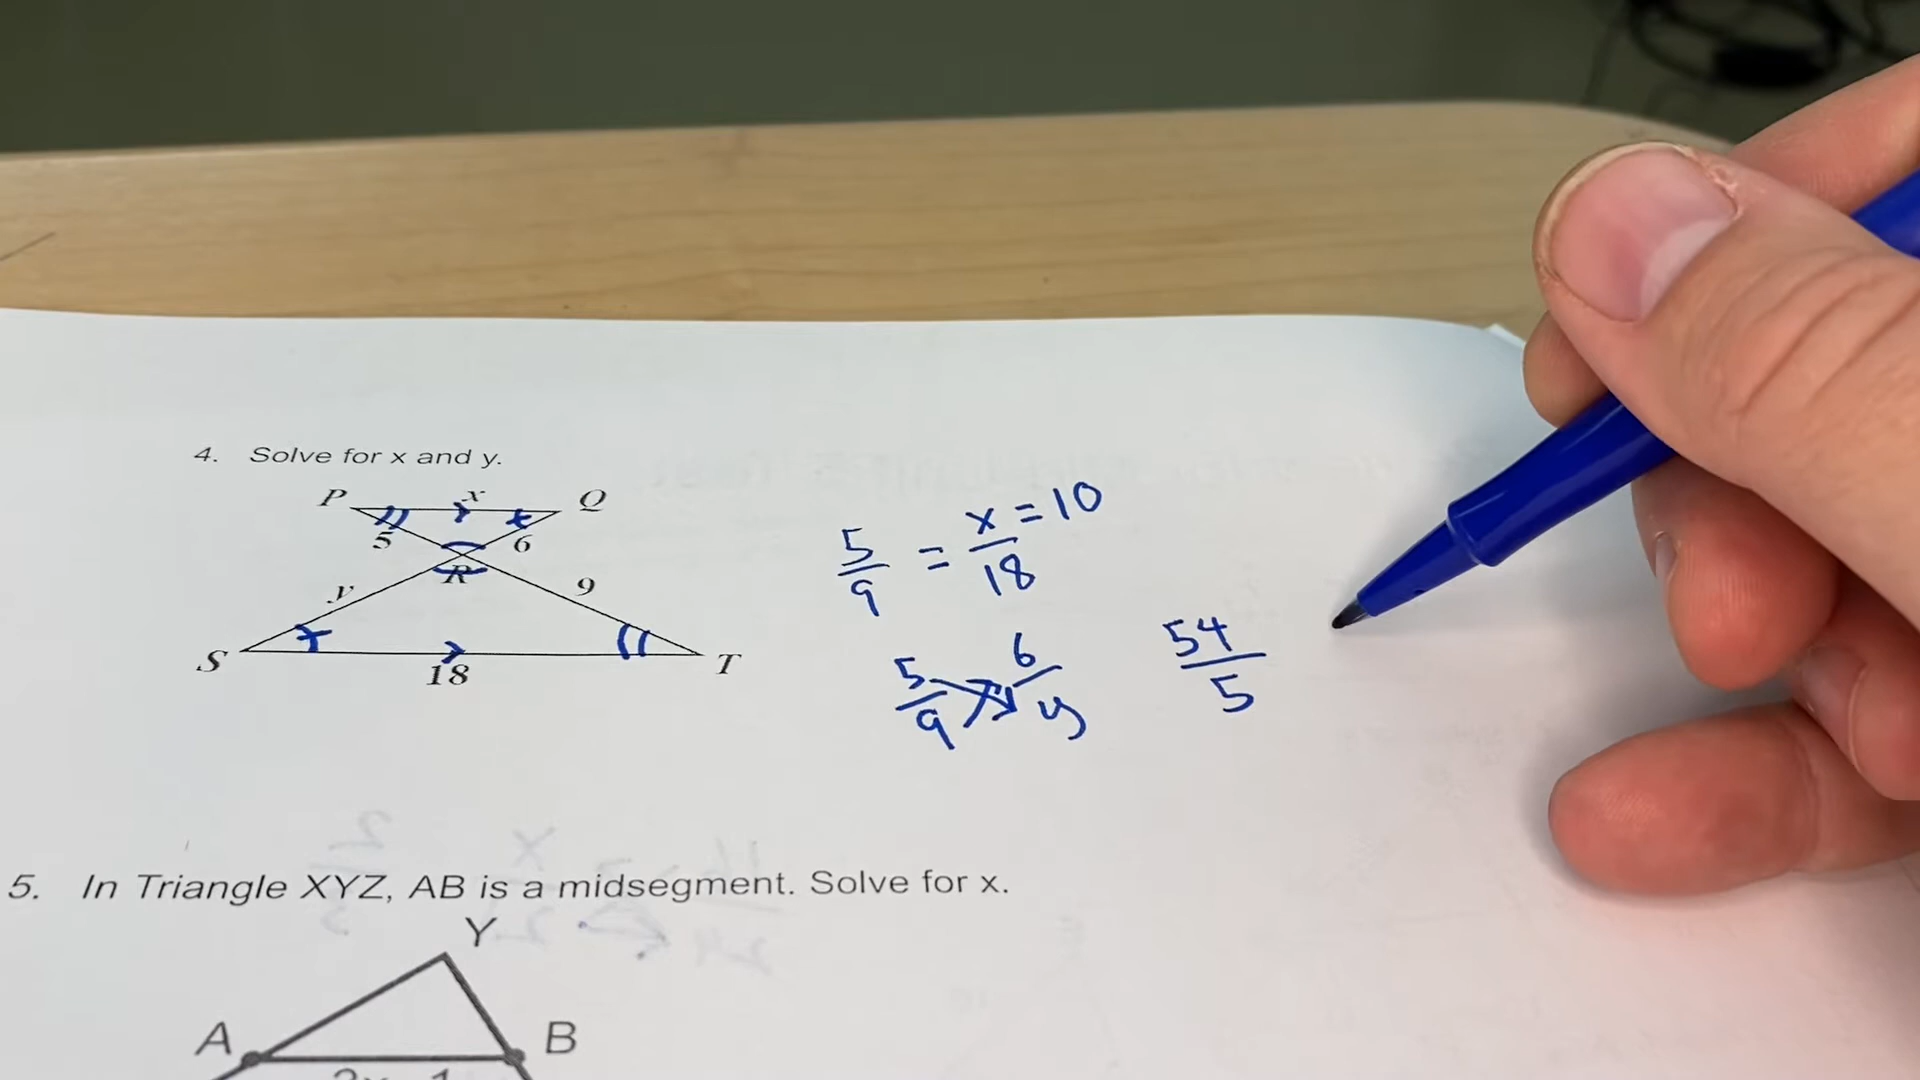 4. Solve for x and y.
P x Q
5 6
R
y 9
S 18 T
5/9 = x/18 = 10
5/9 6/y
54/5
5. In Triangle XYZ, AB is a midsegment. Solve for x.
Y
A B